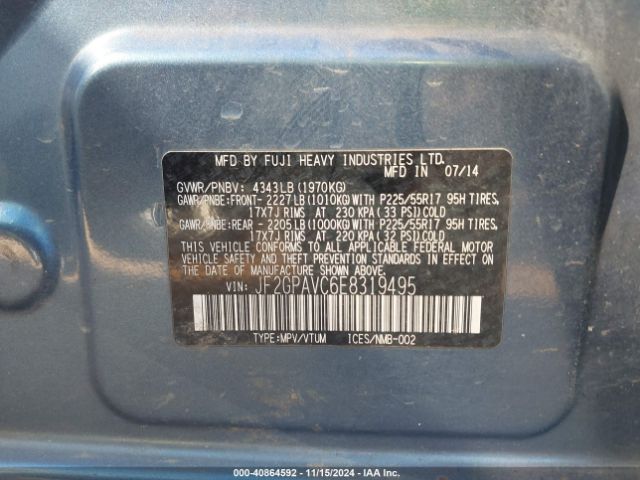 MFD BY FUJI HEAVY INDUSTRIES LTD.
MFD IN 07/14
GVWR/PNBV: 4343LB(1970KG)
GAWR/PNBE:FRONT- 2227LB(1010KG)WITH P225/55R17 95H TIRES,
17X7J RIMS AT 230 KPA(33 PSI)COLD
GAWR/PNBE:REAR - 2205LB(1000KG)WITH P225/55R17 95H TIRES,
17X7J RIMS AT 220 KPA(32 PSI)COLD
THIS VEHICLE CONFORMS TO ALL APPLICABLE FEDERAL MOTOR
VEHICLE SAFETY, BUMPER, AND THEFT PREVENTION STANDARDS
IN EFFECT ON THE DATE OF MANUFACTURE SHOWN ABOVE.
VIN: JF2GPAVC6E8319495
TYPE:MPV/VTUM ICES/NMB-002
000-40864592 - 11/15/2024 - IAA Inc.